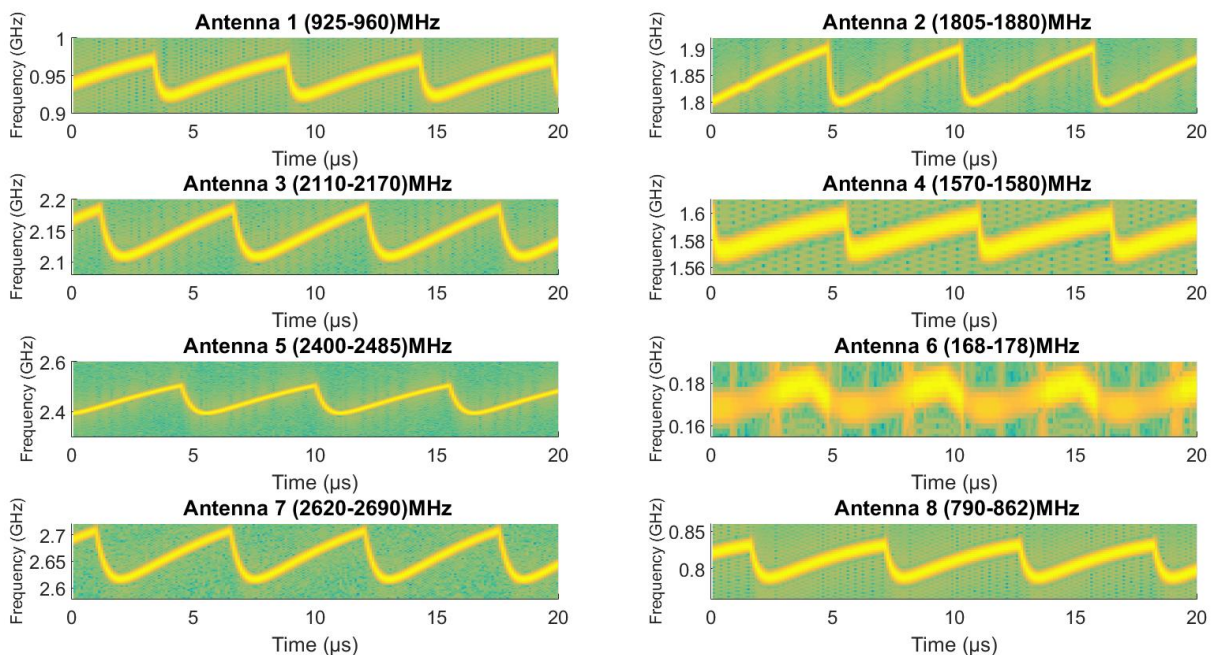 Antenna 1 (925-960)MHz
Frequency (GHz)
1
0.95
0.9
0 5 10 15 20
Time (µs)
Antenna 2 (1805-1880)MHz
Frequency (GHz)
1.9
1.85
1.8
0 5 10 15 20
Time (µs)
Antenna 3 (2110-2170)MHz
Frequency (GHz)
2.2
2.15
2.1
0 5 10 15 20
Time (µs)
Antenna 4 (1570-1580)MHz
Frequency (GHz)
1.6
1.58
1.56
0 5 10 15 20
Time (µs)
Antenna 5 (2400-2485)MHz
Frequency (GHz)
2.6
2.4
0 5 10 15 20
Time (µs)
Antenna 6 (168-178)MHz
Frequency (GHz)
0.18
0.16
0 5 10 15 20
Time (µs)
Antenna 7 (2620-2690)MHz
Frequency (GHz)
2.7
2.65
2.6
0 5 10 15 20
Time (µs)
Antenna 8 (790-862)MHz
Frequency (GHz)
0.85
0.8
0 5 10 15 20
Time (µs)